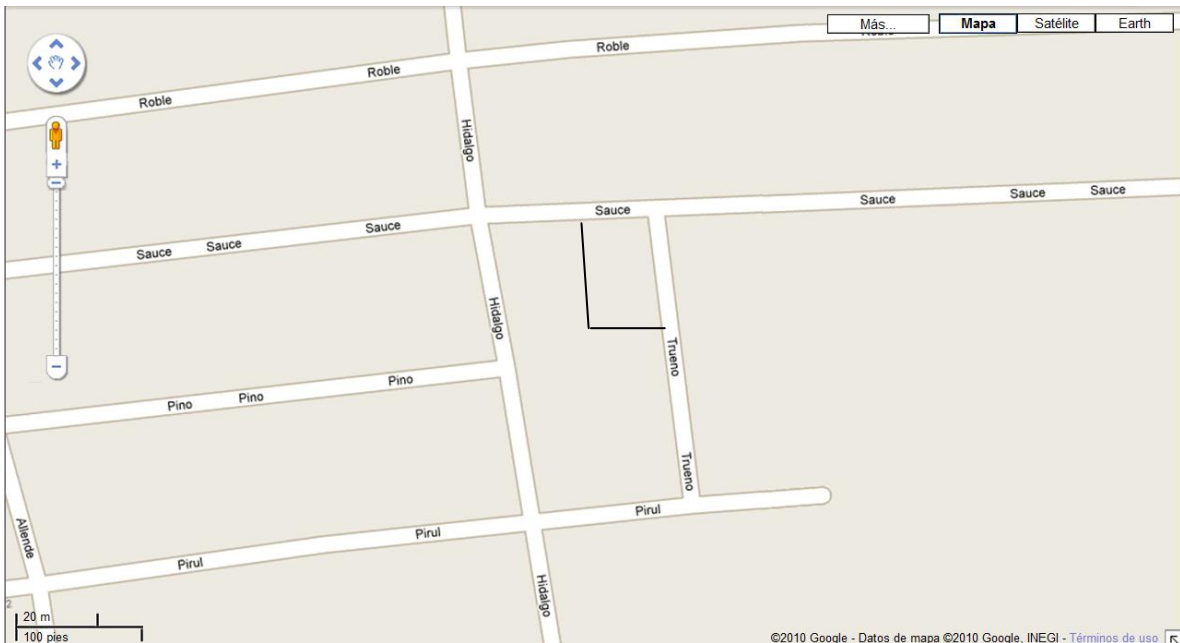 Más...
Mapa
Satélite
Earth
Roble
Roble
Roble
Hidalgo
Sauce
Sauce
Sauce
Sauce
Sauce
Sauce
Sauce
Hidalgo
Trueno
Pino
Pino
Pino
Trueno
Pirul
Pirul
Pirul
Allende
Hidalgo
2
20 m
100 pies
©2010 Google - Datos de mapa ©2010 Google, INEGI - Términos de uso